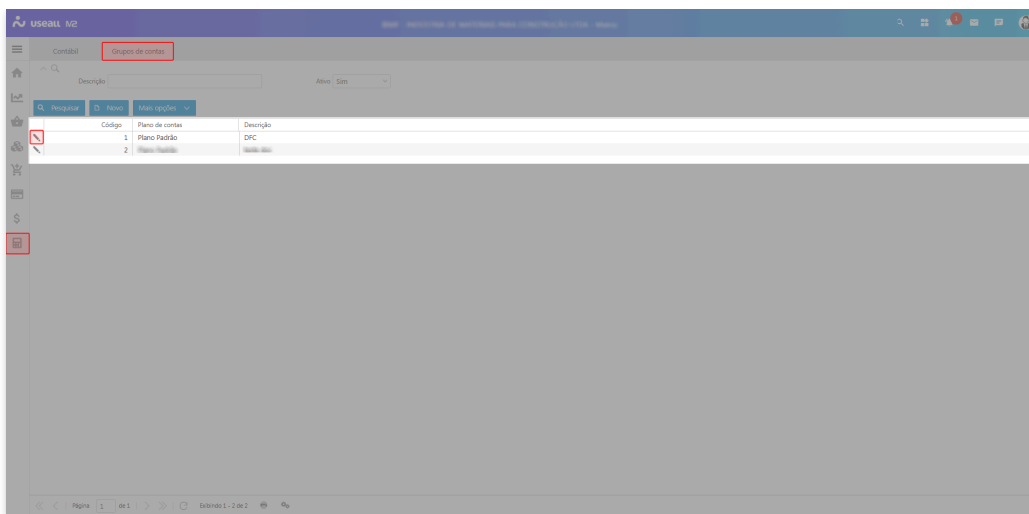 useall M2
5
Contábil Grupos de contas
Descrição Ativo Sim
Pesquisar Novo Mais opções
Código Plano de contas Descrição
1 Plano Padrão DFC
2
Página 1 de 1 Exibindo 1 - 2 de 2